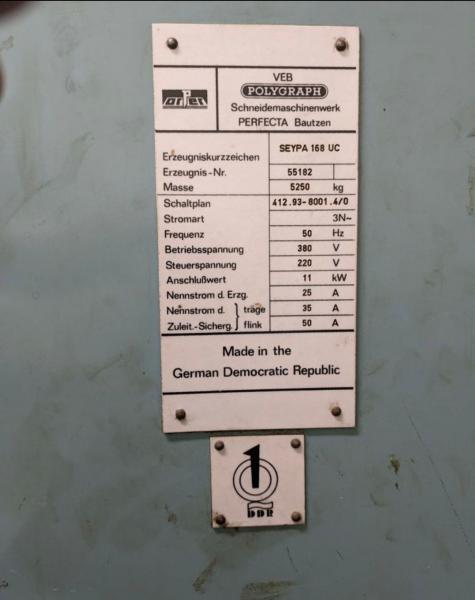 VEB
POLYGRAPH
Schneidemaschinenwerk
PERFECTA Bautzen
Erzeugniskurzzeichen SEYPA 168 UC
Erzeugnis-Nr. 55182
Masse 5250 kg
Schaltplan 412.93-8001.4/0
Stromart 3N~
Frequenz 50 Hz
Betriebsspannung 380 V
Steuerspannung 220 V
Anschlußwert 11 kW
Nennstrom d. Erzg. 25 A
Nennstrom d. träge 35 A
Zuleit.-Sicherg. flink 50 A
Made in the
German Democratic Republic
1
DDR